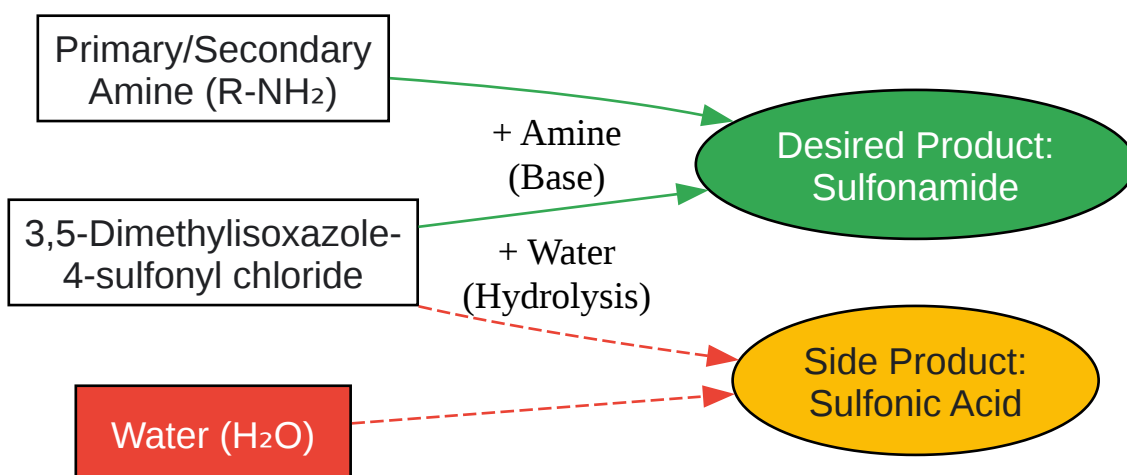 Primary/Secondary
Amine (R-NH₂)
+ Amine
(Base)
Desired Product:
Sulfonamide
3,5-Dimethylisoxazole-
4-sulfonyl chloride
+ Water
(Hydrolysis)
Side Product:
Sulfonic Acid
Water (H₂O)